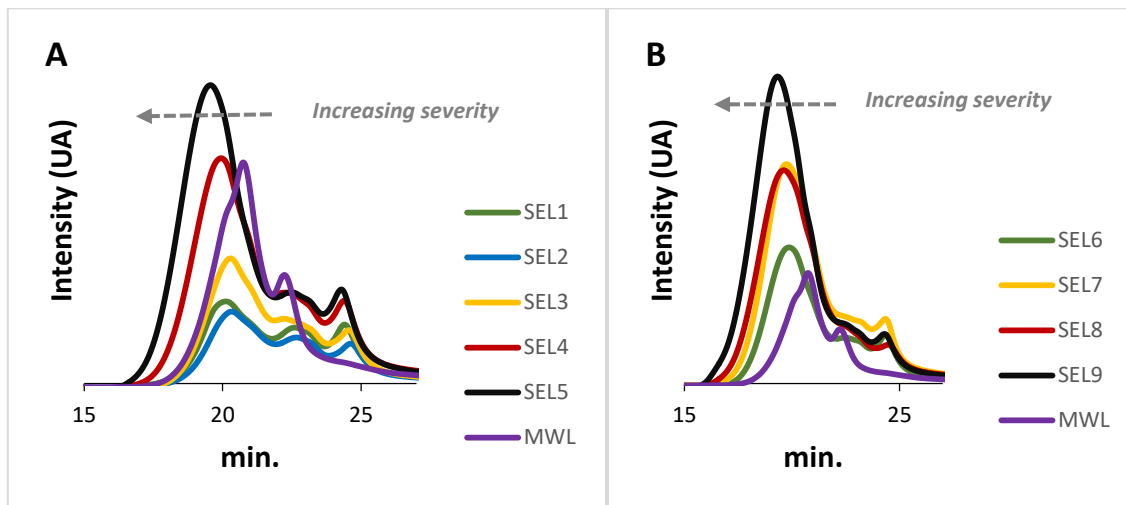 A
Increasing severity
Intensity (UA)
SEL1
SEL2
SEL3
SEL4
SEL5
MWL
15
20
25
min.
B
Increasing severity
Intensity (UA)
SEL6
SEL7
SEL8
SEL9
MWL
15
25
min.